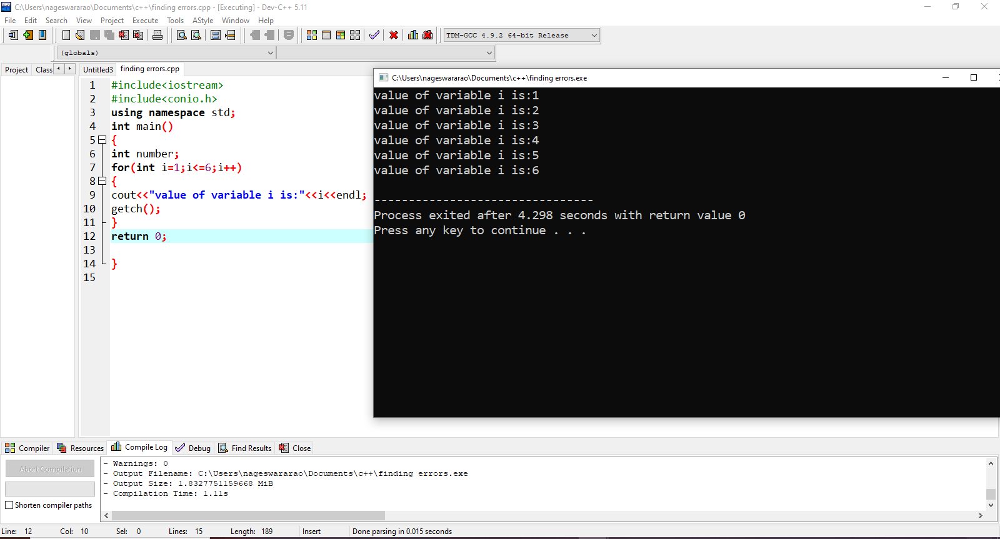 C:\Users\nageswararao\Documents\c++\finding errors.cpp - [Executing] - Dev-C++ 5.11
File Edit Search View Project Execute Tools AStyle Window Help
TDM-GCC 4.9.2 64-bit Release
(globals)
Project Class
Untitled3 finding errors.cpp
1 #include<iostream>
2 #include<conio.h>
3 using namespace std;
4 int main()
5 {
6 int number;
7 for(int i=1;i<=6;i++)
8 {
9 cout<<"value of variable i is:"<<i<<endl;
10 getch();
11 }
12 return 0;
13
14 }
15
C:\Users\nageswararao\Documents\c++\finding errors.exe
value of variable i is:1
value of variable i is:2
value of variable i is:3
value of variable i is:4
value of variable i is:5
value of variable i is:6
--------------------------------
Process exited after 4.298 seconds with return value 0
Press any key to continue . . .
Compiler Resources Compile Log Debug Find Results Close
Abort Compilation
Shorten compiler paths
- Warnings: 0
- Output Filename: C:\Users\nageswararao\Documents\c++\finding errors.exe
- Output Size: 1.8327751159668 MiB
- Compilation Time: 1.11s
Line: 12 Col: 10 Sel: 0 Lines: 15 Length: 189 Insert Done parsing in 0.015 seconds